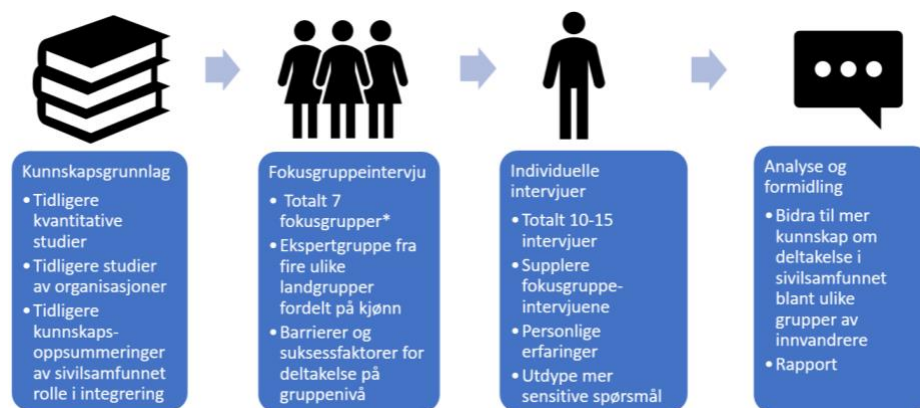 Kunnskapsgrunnlag
•Tidligere
kvantitative
studier
•Tidligere studier
av organisasjoner
•Tidligere
kunnskaps-
oppsummeringer
av sivilsamfunnet
rolle i integrering
Fokusgruppeintervju
• Totalt 7
fokusgrupper*
•Ekspertgruppe fra
fire ulike
landgrupper
fordelt på kjønn
•Barrierer og
suksessfaktorer for
deltakelse på
gruppenivå
Individuelle
intervjuer
•Totalt 10-15
intervjuer
•Supplere
fokusgruppe-
intervjuene
•Personlige
erfaringer
•Utdype mer
sensitive spørsmål
Analyse og
formidling
•Bidra til mer
kunnskap om
deltakelse i
sivilsamfunnet
blant ulike
grupper av
innvandrere
•Rapport